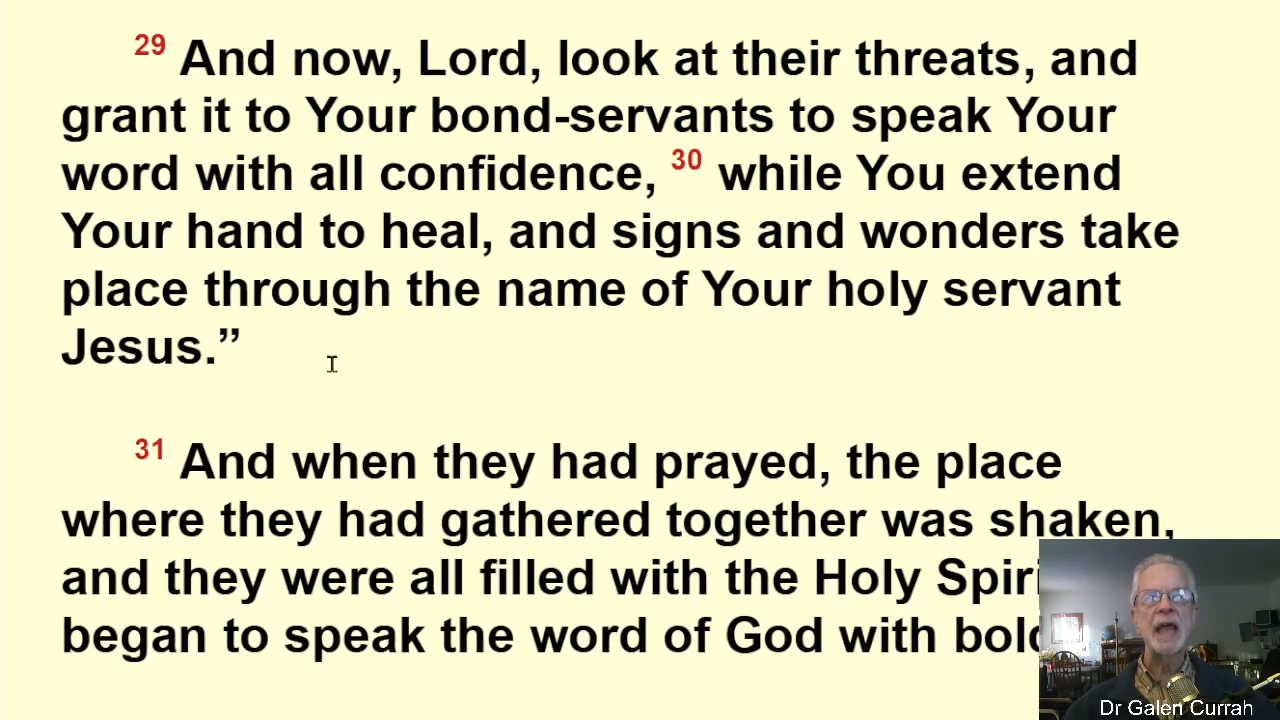 29 And now, Lord, look at their threats, and
grant it to Your bond-servants to speak Your
word with all confidence, 30 while You extend
Your hand to heal, and signs and wonders take
place through the name of Your holy servant
Jesus.”
31 And when they had prayed, the place
where they had gathered together was shaken,
and they were all filled with the Holy
began to speak the word of God with
Dr Galen Currah